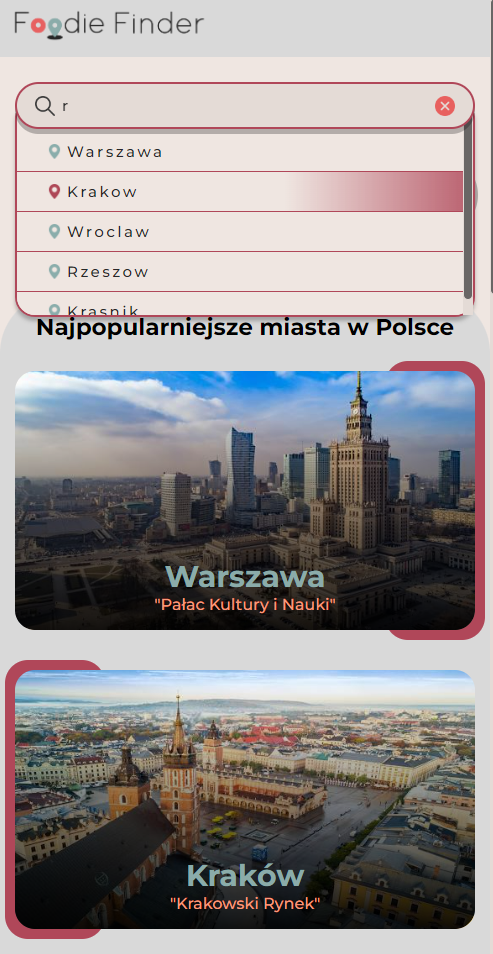 Foodie Finder
r
Warszawa
Krakow
Wroclaw
Rzeszow
Krasnik
Najpopularniejsze miasta w Polsce
Warszawa
"Pałac Kultury i Nauki"
Kraków
"Krakowski Rynek"